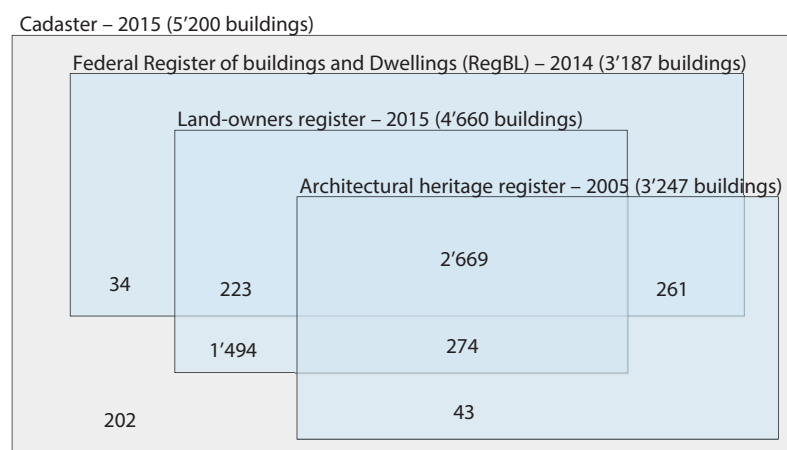 Cadaster – 2015 (5’200 buildings)
Federal Register of buildings and Dwellings (RegBL) – 2014 (3’187 buildings)
Land-owners register – 2015 (4’660 buildings)
Architectural heritage register – 2005 (3’247 buildings)
2’669
34
223
261
1’494
274
202
43